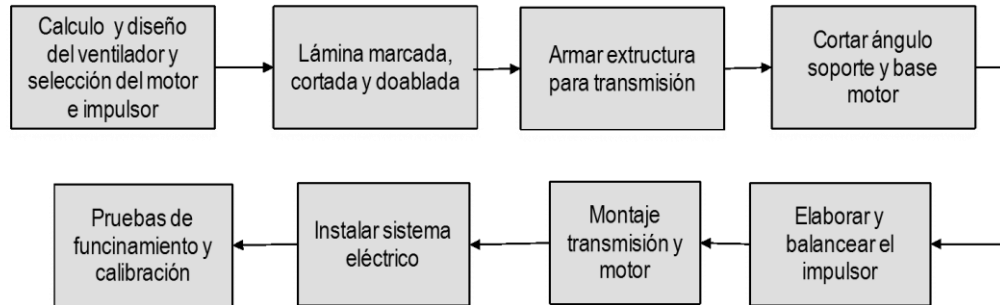 Calculo y diseño
del ventilador y
selección del motor
e impulsor
Lámina marcada,
cortada y doablada
Armar extructura
para transmisión
Cortar ángulo
soporte y base
motor
Elaborar y
balancear el
impulsor
Montaje
transmisión y
motor
Instalar sistema
eléctrico
Pruebas de
funcinamiento y
calibración